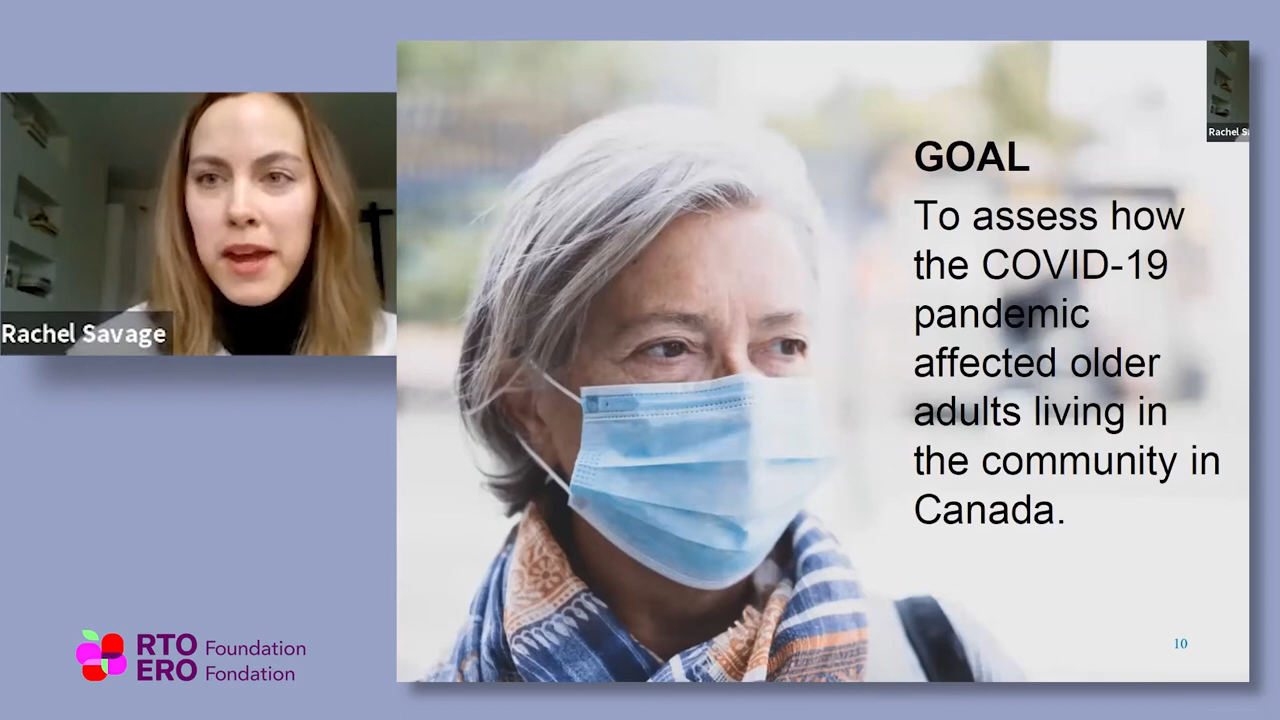 Rachel Savage
GOAL
To assess how
the COVID-19
pandemic
affected older
adults living in
the community in
Canada.
10
Rachel S
RTO
ERO
Foundation
Fondation